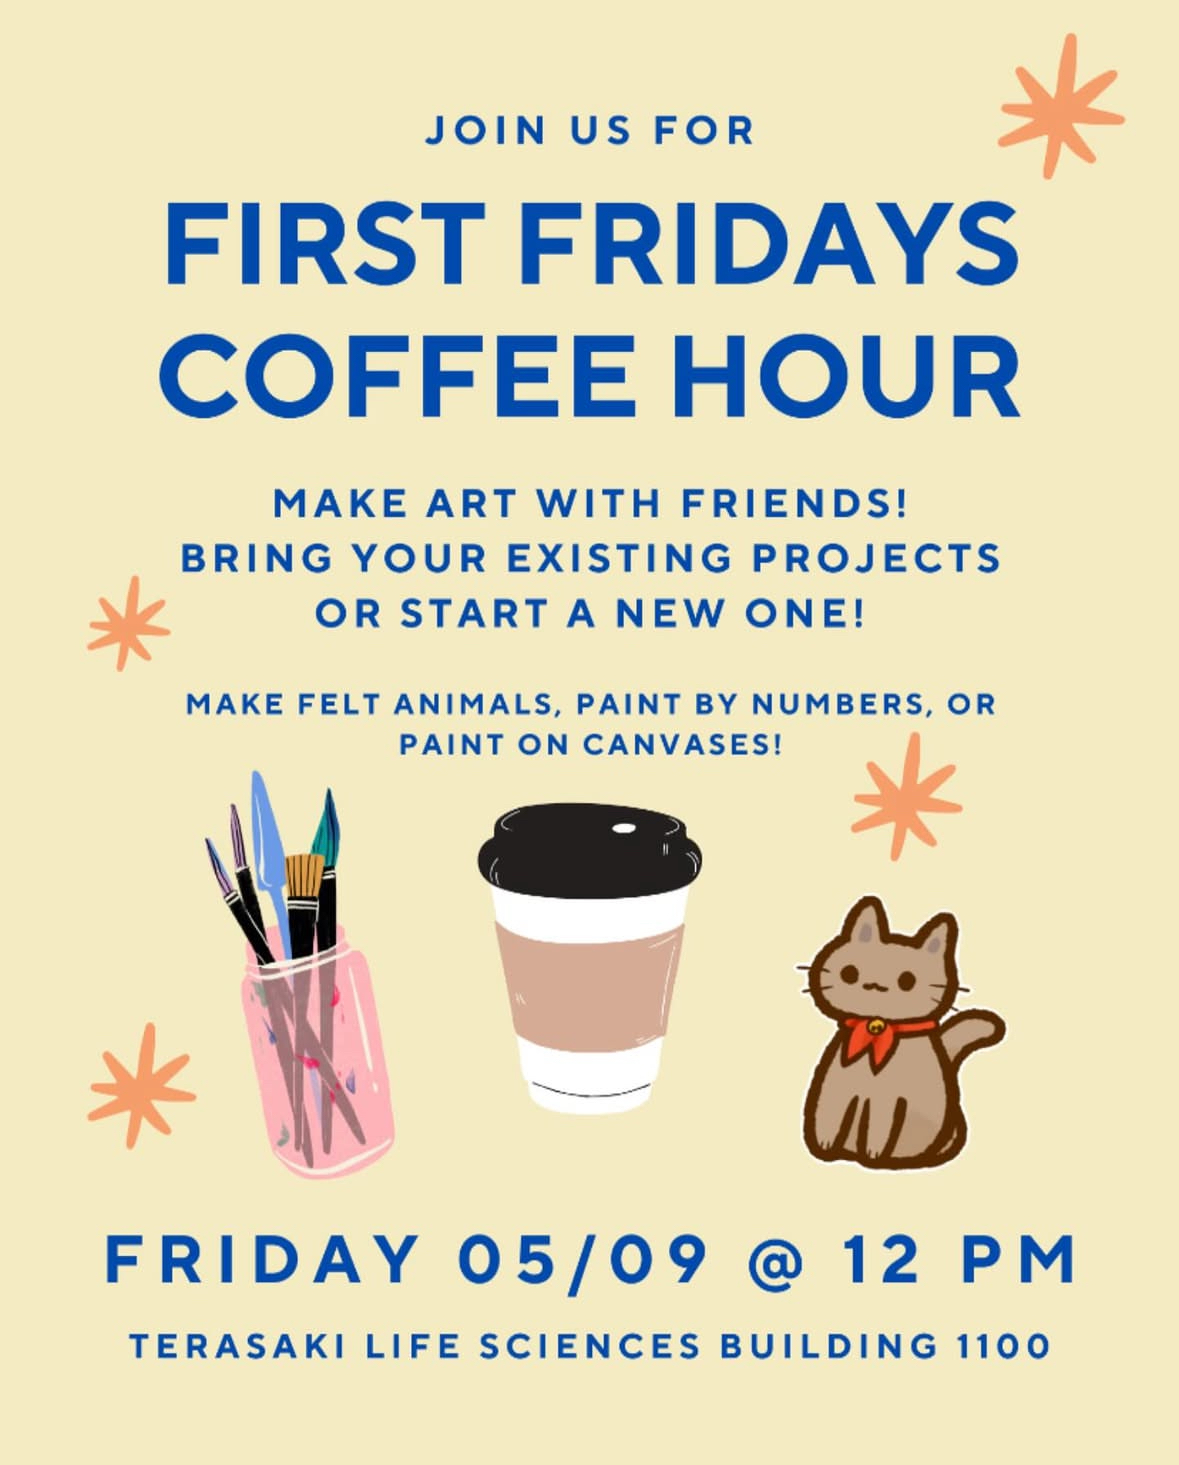 JOIN US FOR
FIRST FRIDAYS
COFFEE HOUR
MAKE ART WITH FRIENDS!
BRING YOUR EXISTING PROJECTS
OR START A NEW ONE!
MAKE FELT ANIMALS, PAINT BY NUMBERS, OR
PAINT ON CANVASES!
FRIDAY 05/09 @ 12 PM
TERASAKI LIFE SCIENCES BUILDING 1100